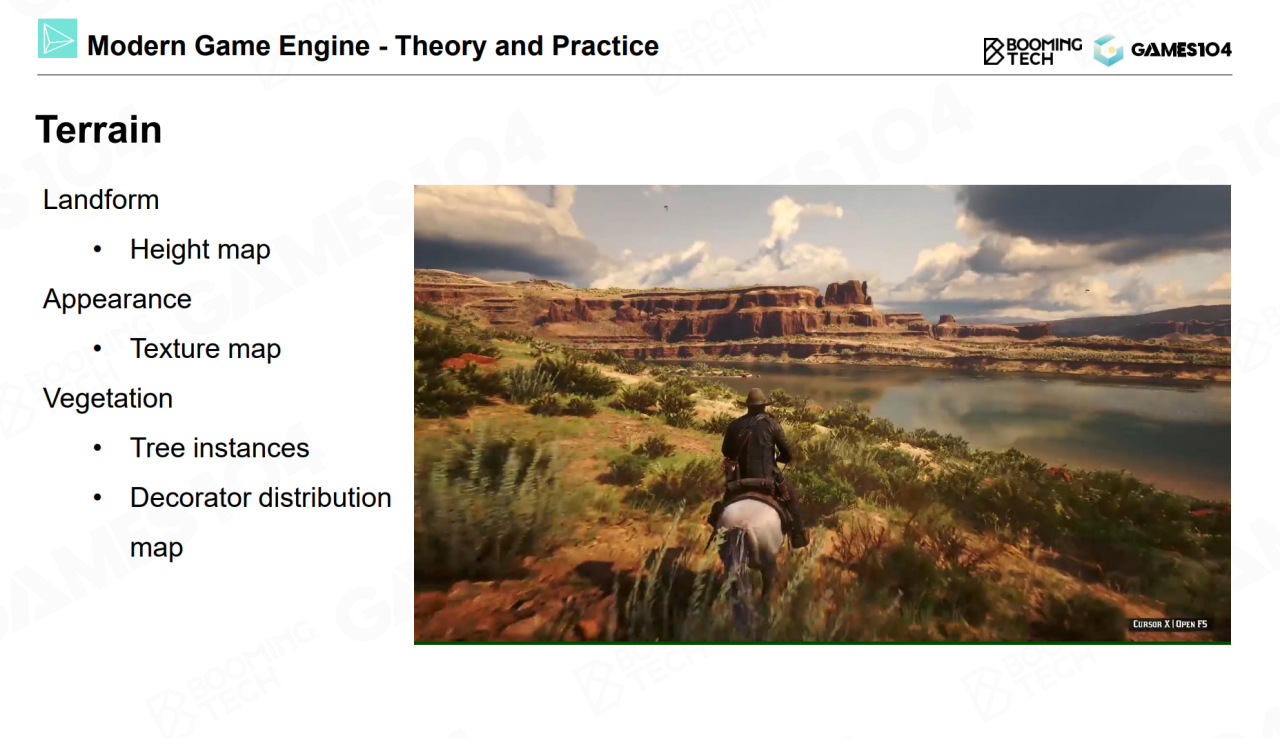 Modern Game Engine - Theory and Practice
BOOMING
TECH
GAMES104
Terrain
Landform
• Height map
Appearance
• Texture map
Vegetation
• Tree instances
• Decorator distribution
map
CURSOR X | OPEN F5